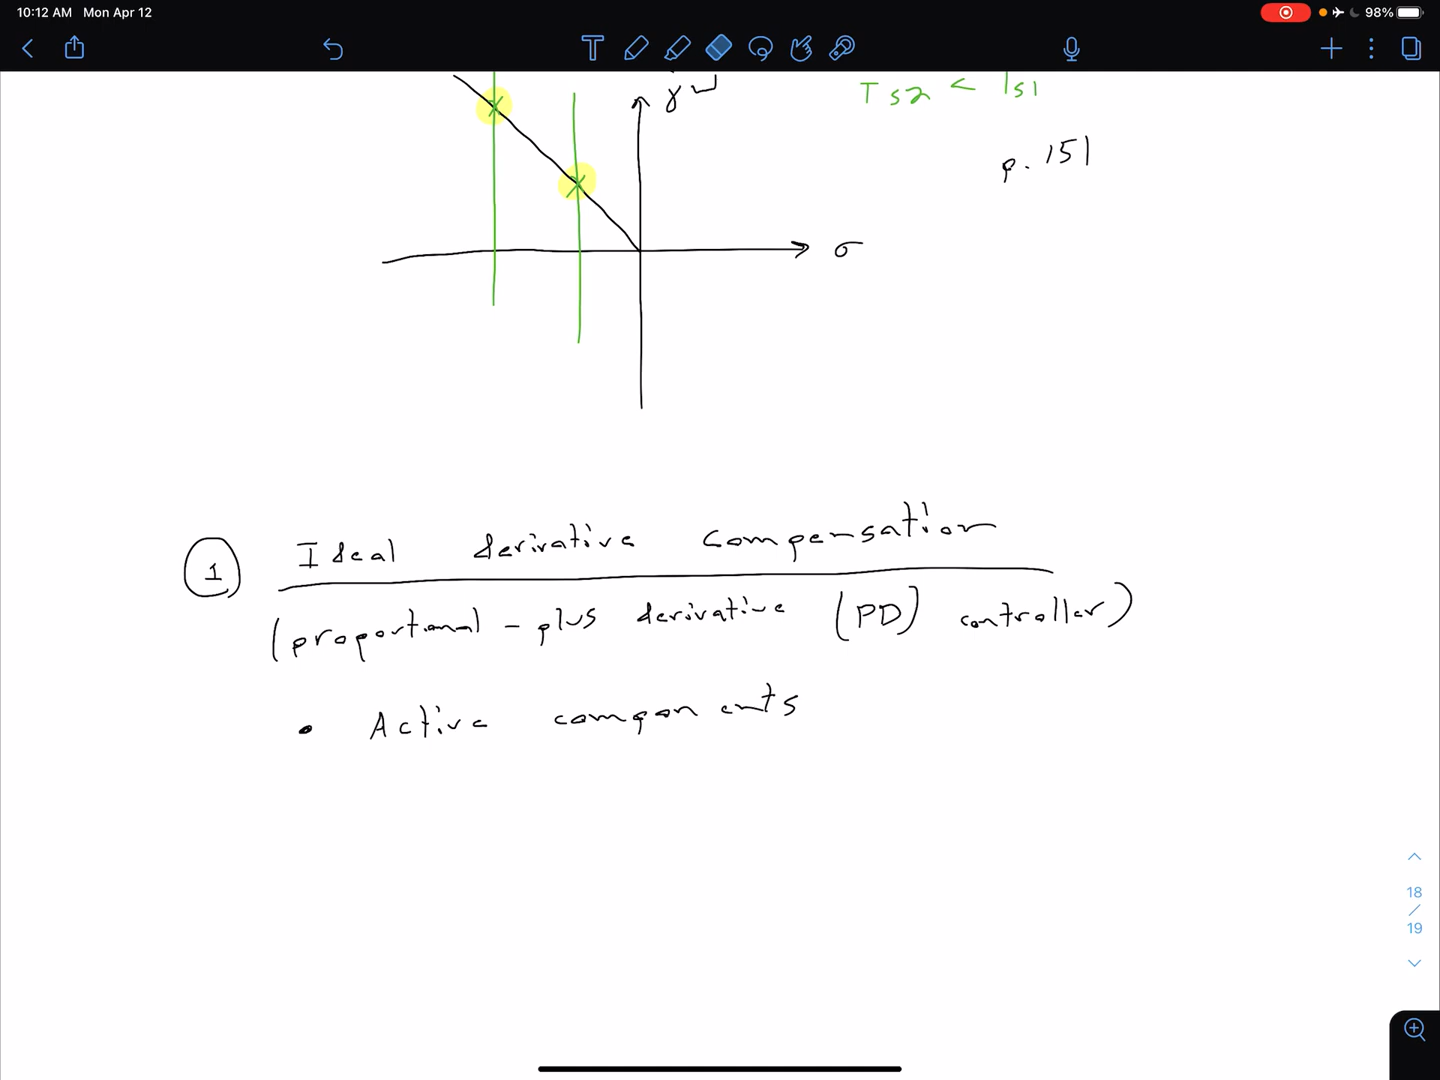 10:12 AM Mon Apr 12
98%
jω
Ts2 < Ts1
p. 151
σ
1
Ideal derivative compensation
(proportional-plus derivative (PD) controller)
• Active components
18
/
19